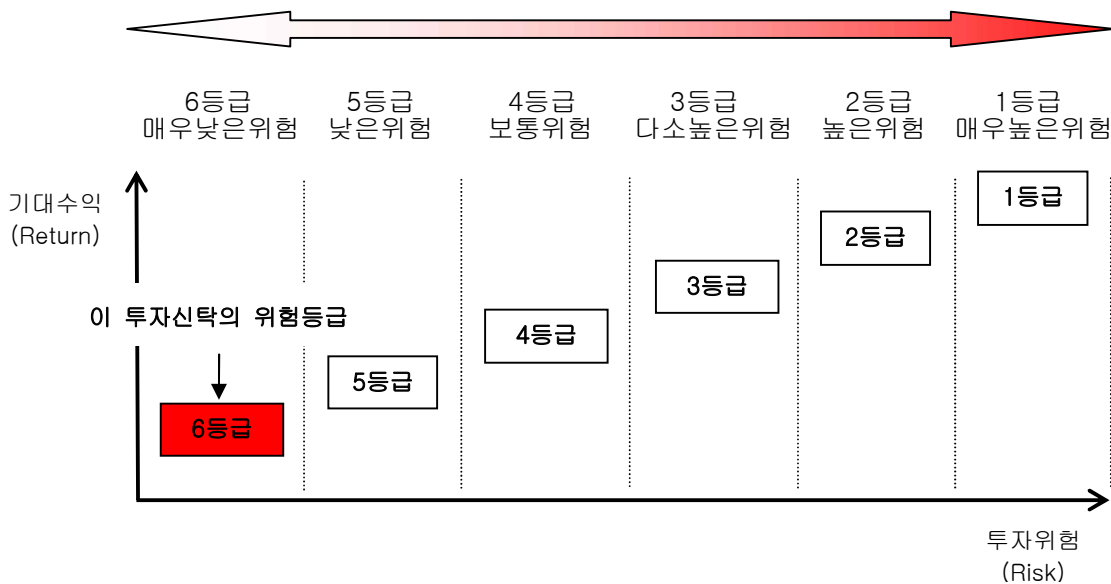 6등급 5등급 4등급 3등급 2등급 1등급
매우낮은위험 낮은위험 보통위험 다소높은위험 높은위험 매우높은위험
기대수익
(Return)
1등급
2등급
3등급
이 투자신탁의 위험등급
4등급
5등급
6등급
투자위험
(Risk)